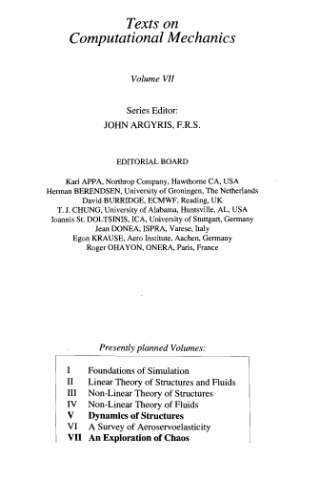 Texts on
Computational Mechanics
Volume VII
Series Editor:
JOHN ARGYRIS, F.R.S.
EDITORIAL BOARD
Kari APPA, Northrop Company, Hawthorne CA, USA
Herman BERENDSEN, University of Groningen, The Netherlands
David BURRIDGE, ECMWF, Reading, UK
T. J. CHUNG, University of Alabama, Huntsville, AL, USA
Ioannis St. DOLTSINIS, ICA, University of Stuttgart, Germany
Jean DONEA, ISPRA, Varese, Italy
Egon KRAUSE, Aero Institute, Aachen, Germany
Roger OHAYON, ONERA, Paris, France
Presently planned Volumes:
I Foundations of Simulation
II Linear Theory of Structures and Fluids
III Non-Linear Theory of Structures
IV Non-Linear Theory of Fluids
V Dynamics of Structures
VI A Survey of Aeroservoelasticity
VII An Exploration of Chaos